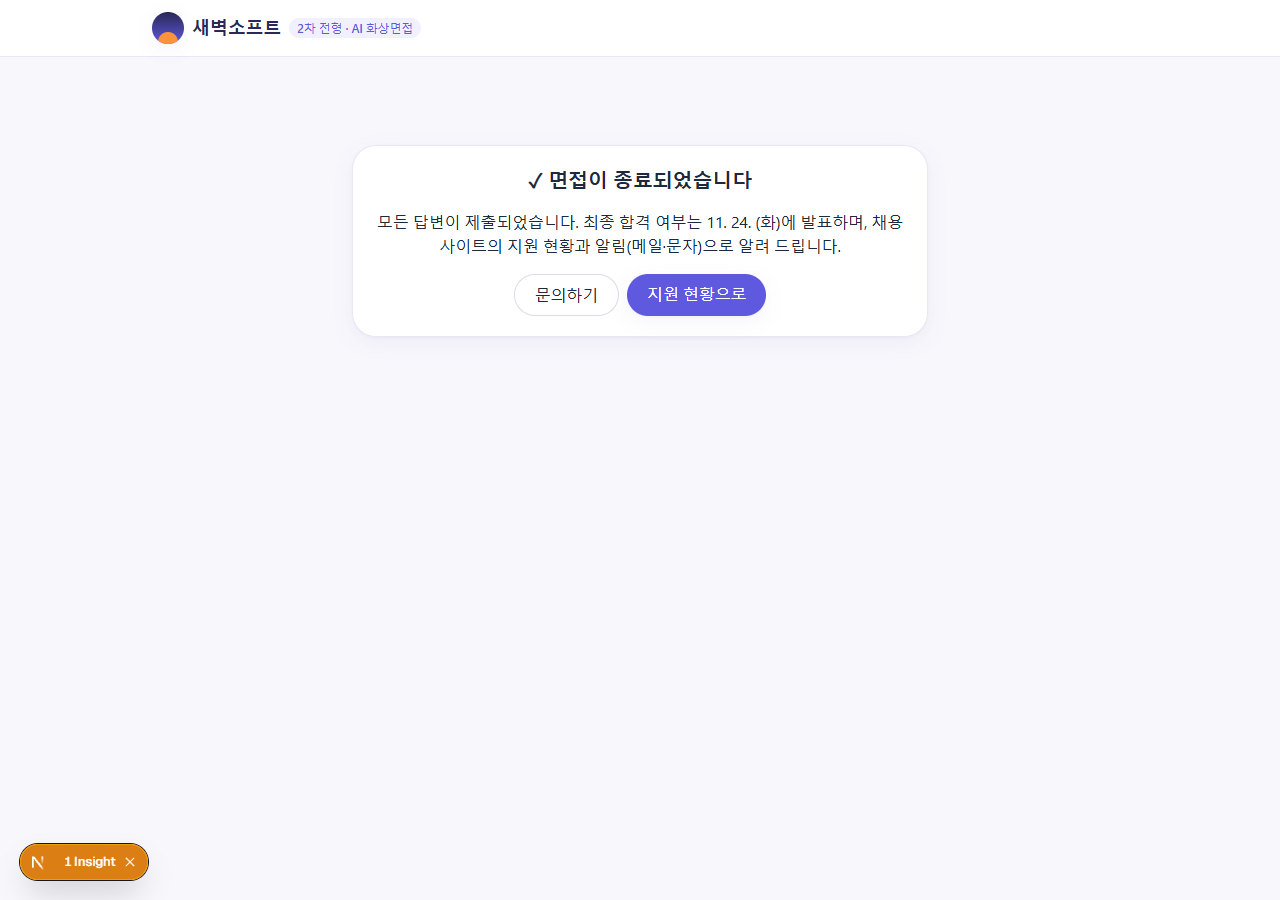 새벽소프트
2차 전형 · AI 화상면접
✓ 면접이 종료되었습니다
모든 답변이 제출되었습니다. 최종 합격 여부는 11. 24. (화)에 발표하며, 채용
사이트의 지원 현황과 알림(메일·문자)으로 알려 드립니다.
문의하기
지원 현황으로
1 Insight